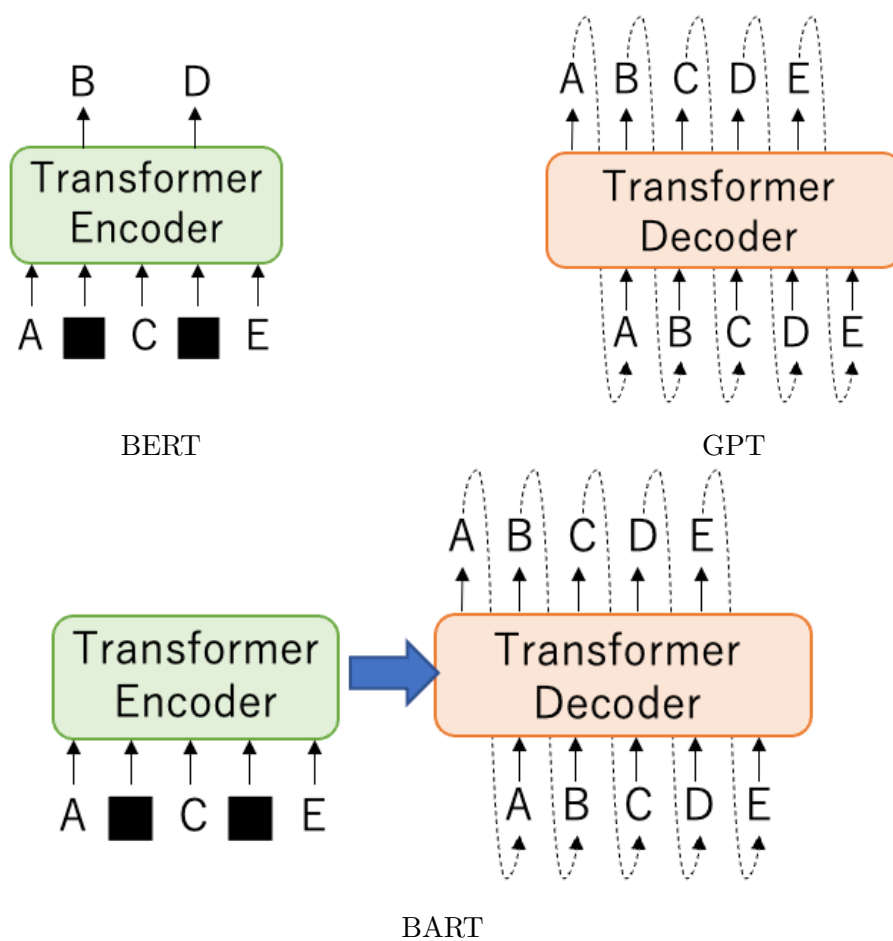 B D
Transformer
Encoder
A C E
BERT
A B C D E
Transformer
Decoder
A B C D E
GPT
Transformer
Encoder
A C E
A B C D E
Transformer
Decoder
A B C D E
BART